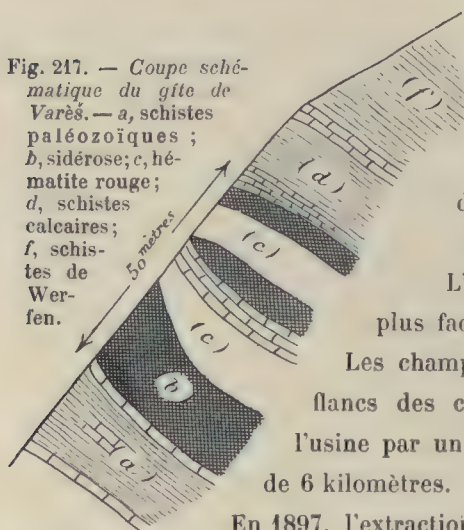 Fig. 217. — Coupe sché-
matique du gîte de
Varès. — a, schistes
paléozoïques ;
b, sidérose; c, hé-
matite rouge;
d, schistes
calcaires;
f, schis-
tes de
Wer-
fen.
50 mètres
(f)
(d)
(c)
(c)
b
(a)
L'
plus fac
Les champ
flancs des c
l'usine par un
de 6 kilomètres.
En 1897, l'extraction